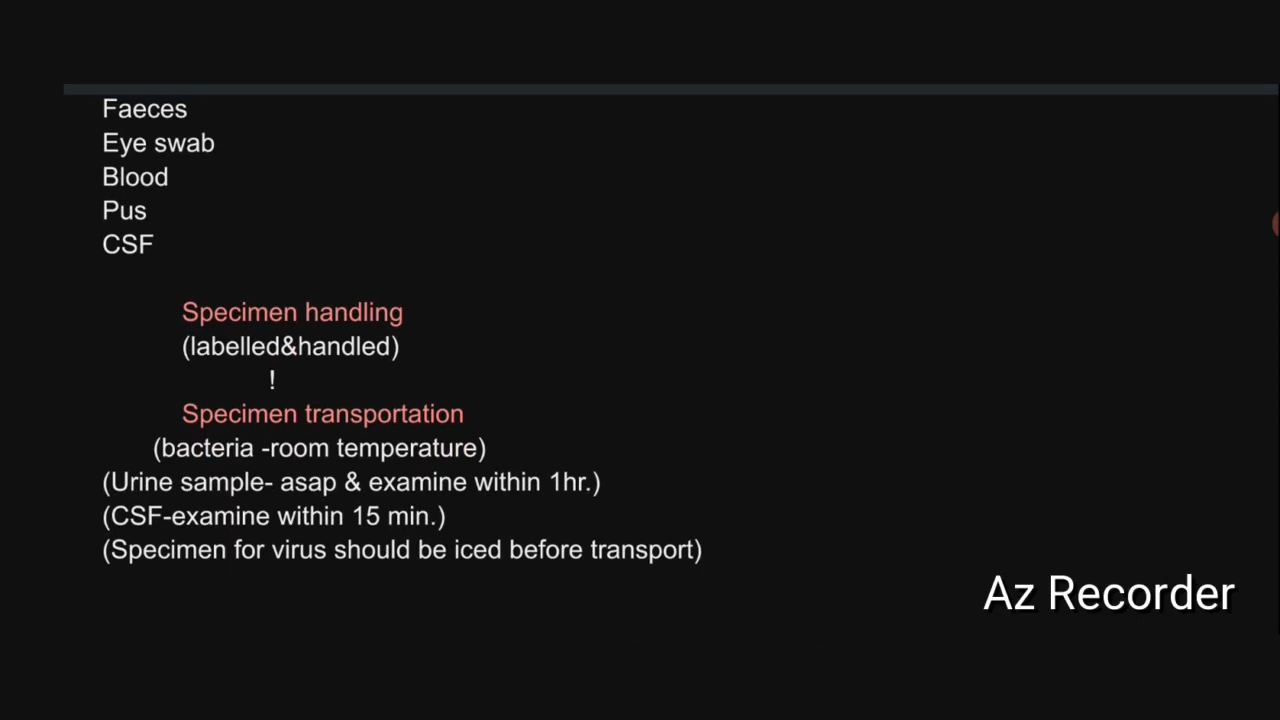 Faeces
Eye swab
Blood
Pus
CSF
Specimen handling
(labelled&handled)
!
Specimen transportation
(bacteria -room temperature)
(Urine sample- asap & examine within 1hr.)
(CSF-examine within 15 min.)
(Specimen for virus should be iced before transport)
Az Recorder